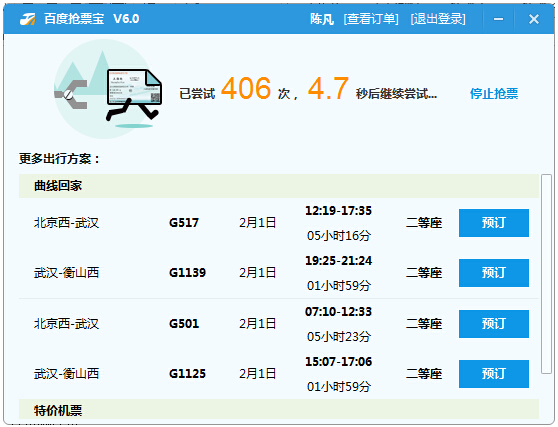 百度抢票宝 V6.0 陈凡 [查看订单] [退出登录]
已尝试 406 次， 4.7 秒后继续尝试... 停止抢票
更多出行方案：
曲线回家
12:19-17:35
北京西-武汉 G517 2月1日 二等座 预订
05小时16分
19:25-21:24
武汉-衡山西 G1139 2月1日 二等座 预订
01小时59分
07:10-12:33
北京西-武汉 G501 2月1日 二等座 预订
05小时23分
15:07-17:06
武汉-衡山西 G1125 2月1日 二等座 预订
01小时59分
特价机票